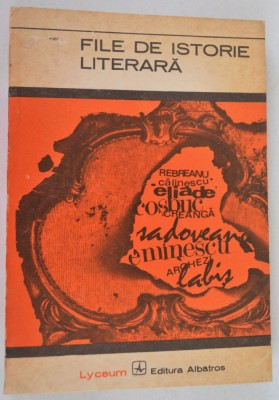 FILE DE ISTORIE
LITERARĂ
REBREANU
călinescu
eliade
coșbuc
CREANGĂ
sadoveanu
eminescu
ARGHEZI
labiș
Lyceum Editura Albatros